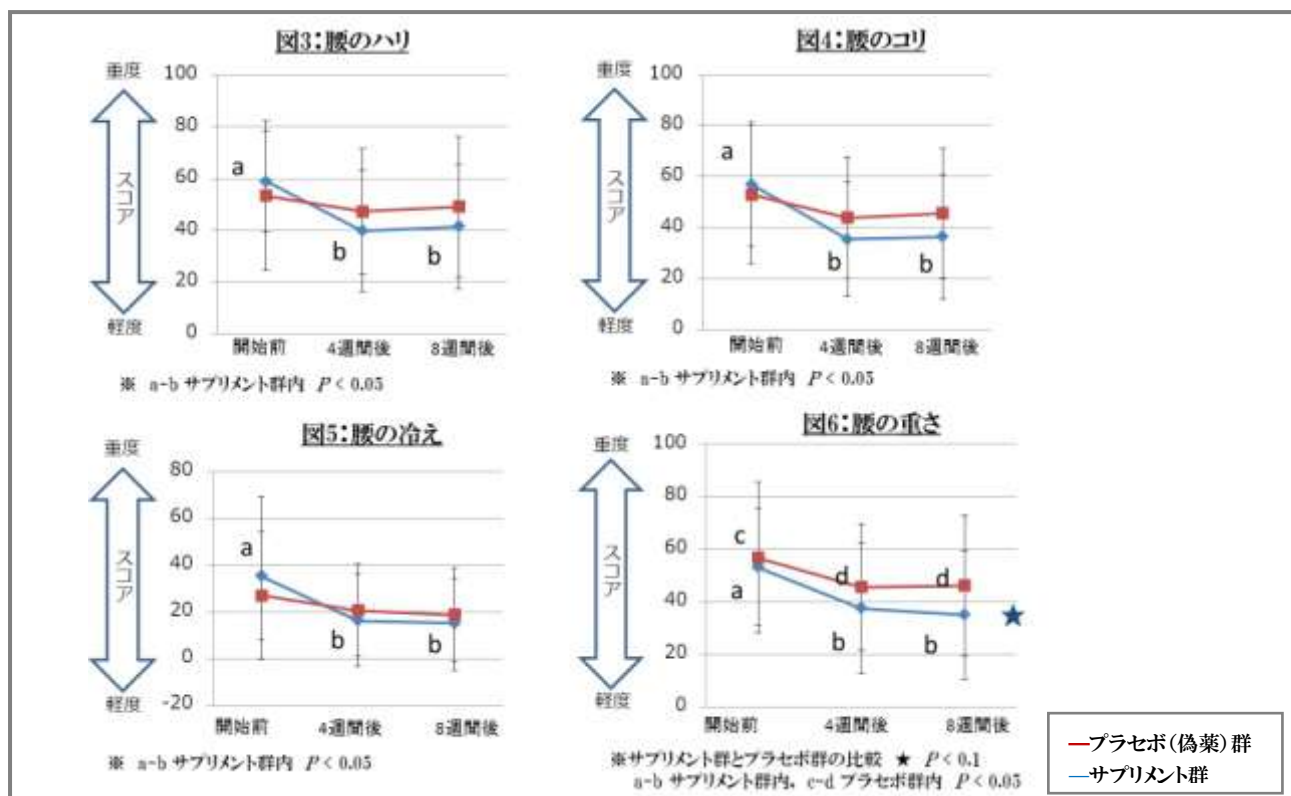 図3:腰のハリ
重度
スコア
軽度
100
80
60
40
20
0
a
b
b
開始前 4週間後 8週間後
※ a-b サプリメント群内 P < 0.05
図4:腰のコリ
重度
スコア
軽度
100
80
60
40
20
0
a
b
b
開始前 4週間後 8週間後
※ a-b サプリメント群内 P < 0.05
図5:腰の冷え
重度
スコア
軽度
80
60
40
20
0
-20
a
b
b
開始前 4週間後 8週間後
※ a-b サプリメント群内 P < 0.05
図6:腰の重さ
重度
スコア
軽度
100
80
60
40
20
0
c
a
d
d
b
b
★
開始前 4週間後 8週間後
※サプリメント群とプラセボ群の比較 ★ P < 0.1
a-b サプリメント群内, c-d プラセボ群内 P < 0.05
プラセボ(偽薬)群
サプリメント群